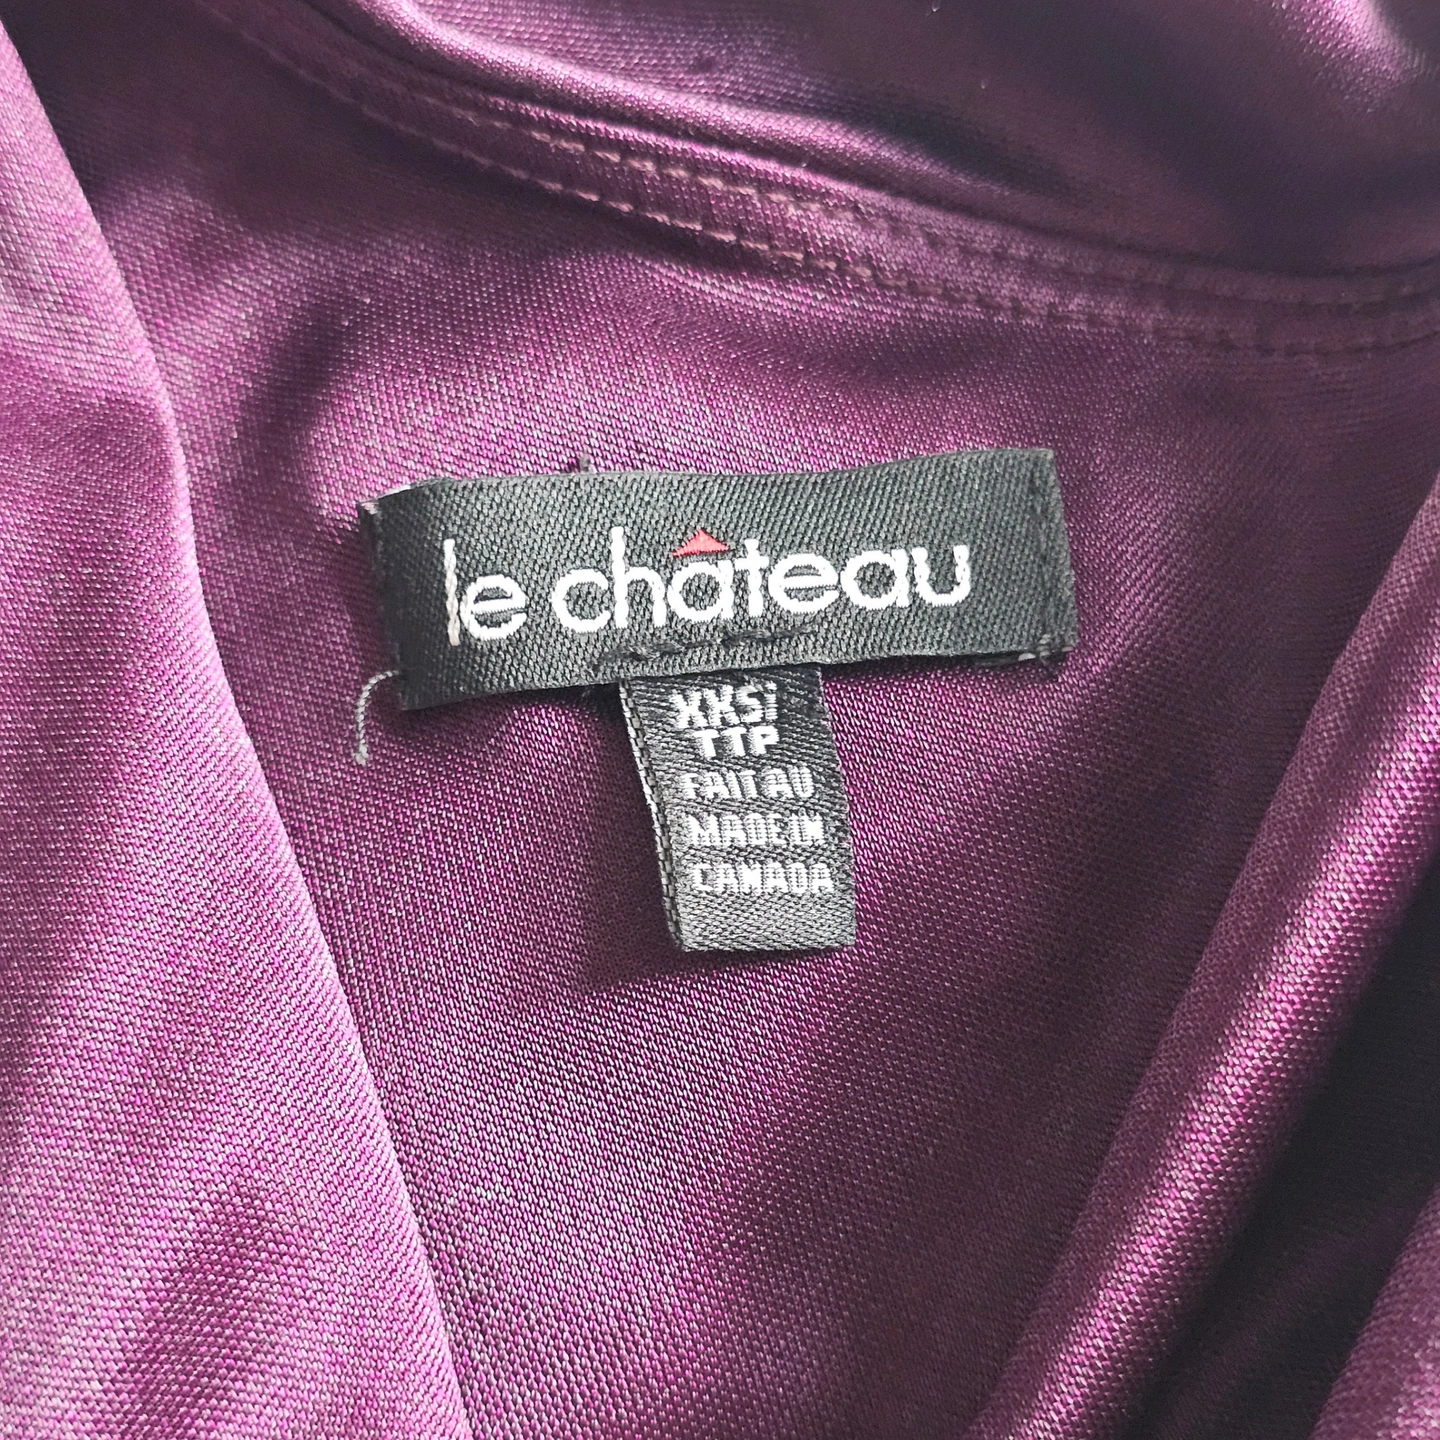 le château
XXS/
TTP
FAIT AU
MADE IN
CANADA